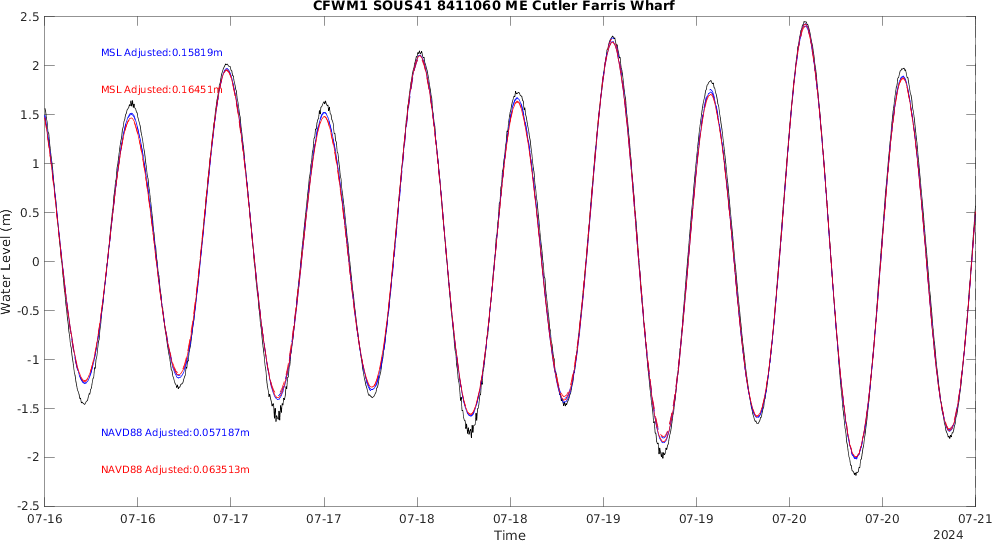 CFWM1 SOUS41 8411060 ME Cutler Farris Wharf
2.5
MSL Adjusted:0.15819m
2
MSL Adjusted:0.16451m
1.5
1
0.5
0
-0.5
-1
-1.5
NAVD88 Adjusted:0.057187m
-2
NAVD88 Adjusted:0.063513m
-2.5
Water Level (m)
07-16 07-16 07-17 07-17 07-18 07-18 07-19 07-19 07-20 07-20 07-21
Time
2024